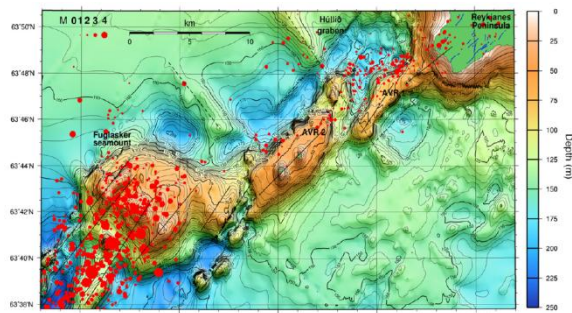 M 0 1 2 3 4
km
0 10
Húllið
graben
Reykjanes
Peninsula
Fuglasker
seamount
AVR 2
AVR
63°50'N
63°48'N
63°46'N
63°44'N
63°42'N
63°40'N
63°38'N
0
25
50
75
100
125
150
175
200
225
250
Depth (m)